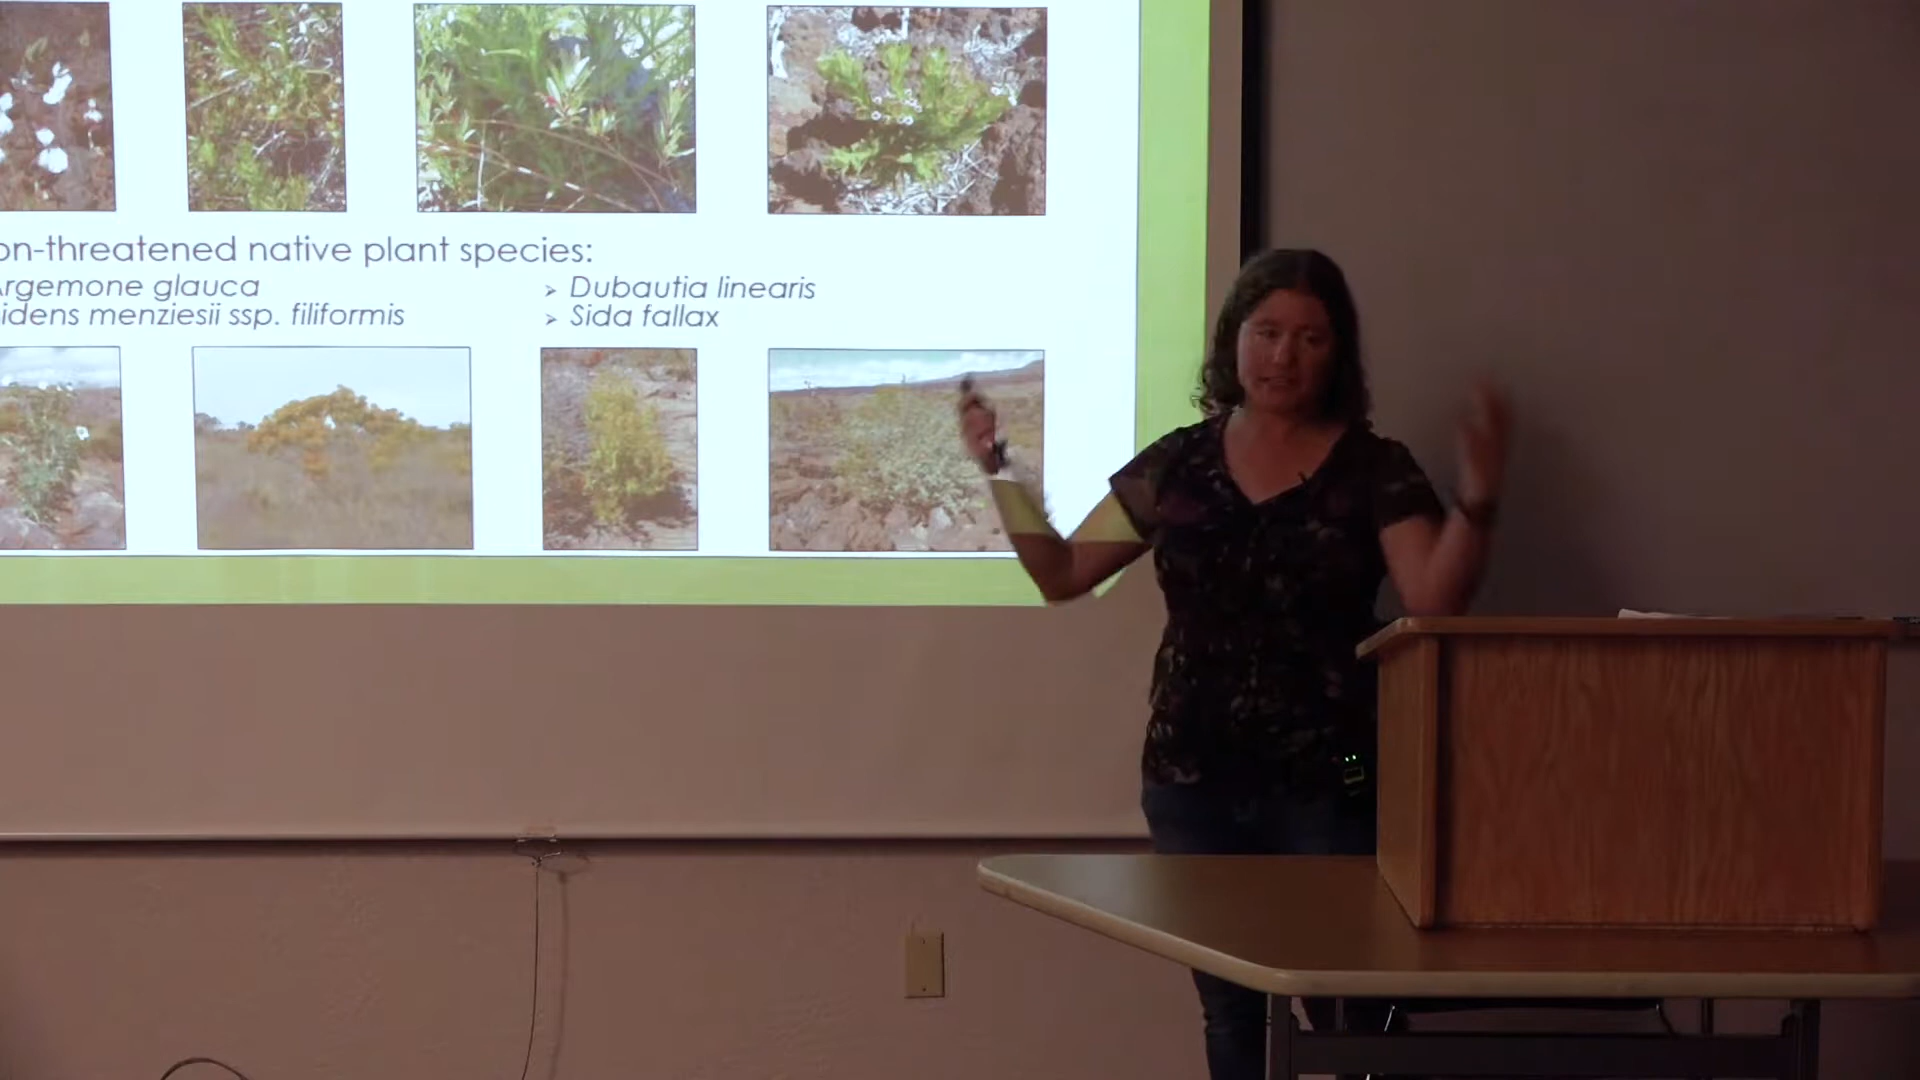 on-threatened native plant species:
Argemone glauca
➢ Dubautia linearis
idens menziesii ssp. filiformis
➢ Sida fallax